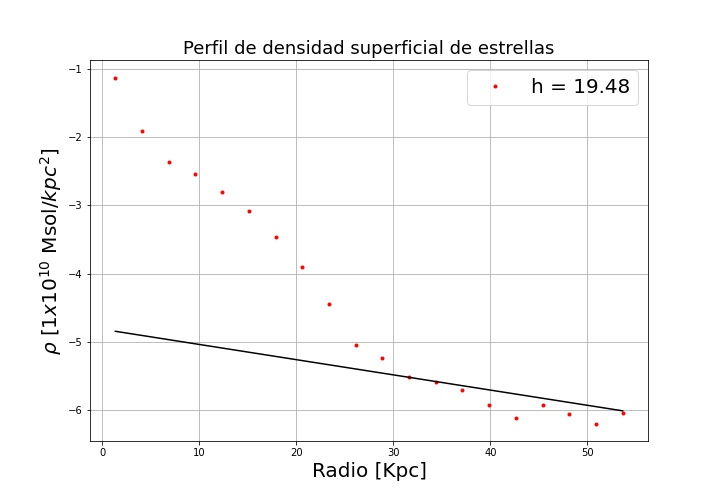 Perfil de densidad superficial de estrellas
h = 19.48
ρ [1x10¹⁰ Msol/kpc²]
−1
−2
−3
−4
−5
−6
0 10 20 30 40 50
Radio [Kpc]